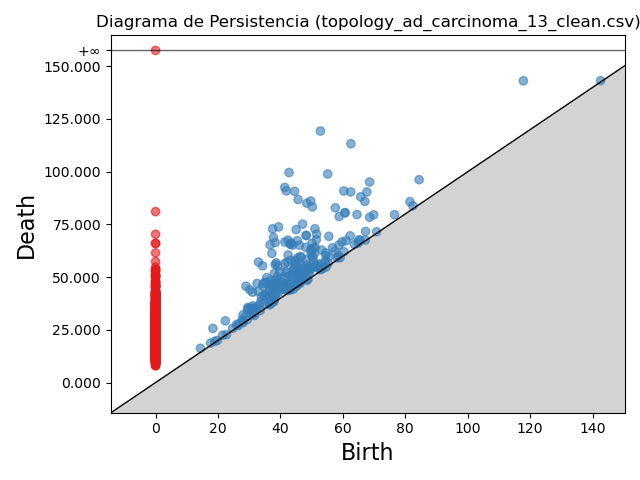 Diagrama de Persistencia (topology_ad_carcinoma_13_clean.csv)
+∞
150.000
125.000
100.000
75.000
50.000
25.000
0.000
Death
0 20 40 60 80 100 120 140
Birth